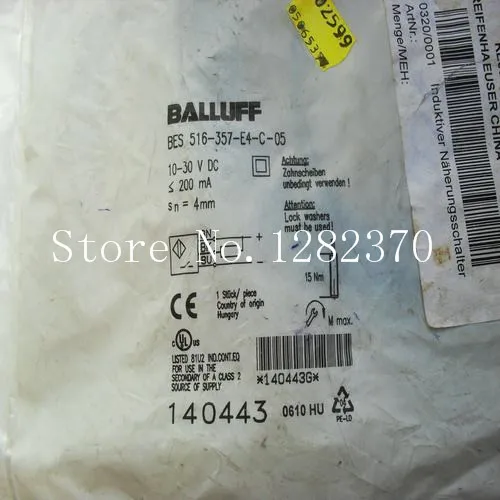 BALLUFF
BES 516-357-E4-C-05
10-30 V DC
≤ 200 mA
sn = 4mm
Achtung:
Zahnscheiben
unbedingt verwenden !
Attention:
Lock washers
must be used !
15 Nm
M max.
1 Stück/ piece
Country of origin
Hungary
CE
LISTED 81U2 IND.CONT.EQ
FOR USE IN THE
SECONDARY OF A CLASS 2
SOURCE OF SUPPLY
*140443G*
140443 0610 HU
05
PE-LD
Store No. 1282370
REIFENHAEUSER CHINA
0320/0001
ArtNr.:
Menge/MEH:
Induktiver Näherungsschalter